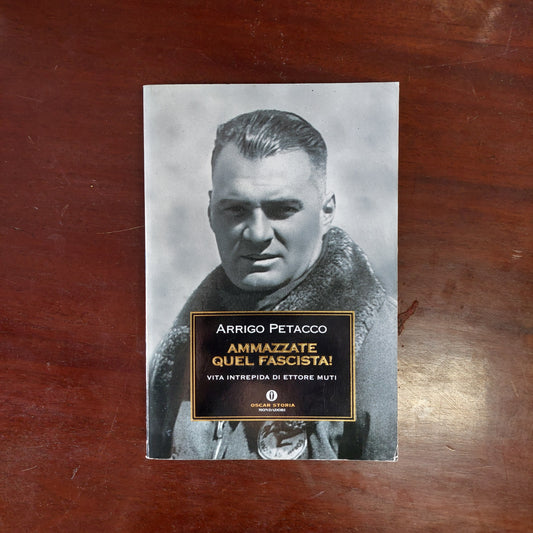 ARRIGO PETACCO
AMMAZZATE
QUEL FASCISTA!
VITA INTREPIDA DI ETTORE MUTI
OSCAR STORIA
MONDADORI